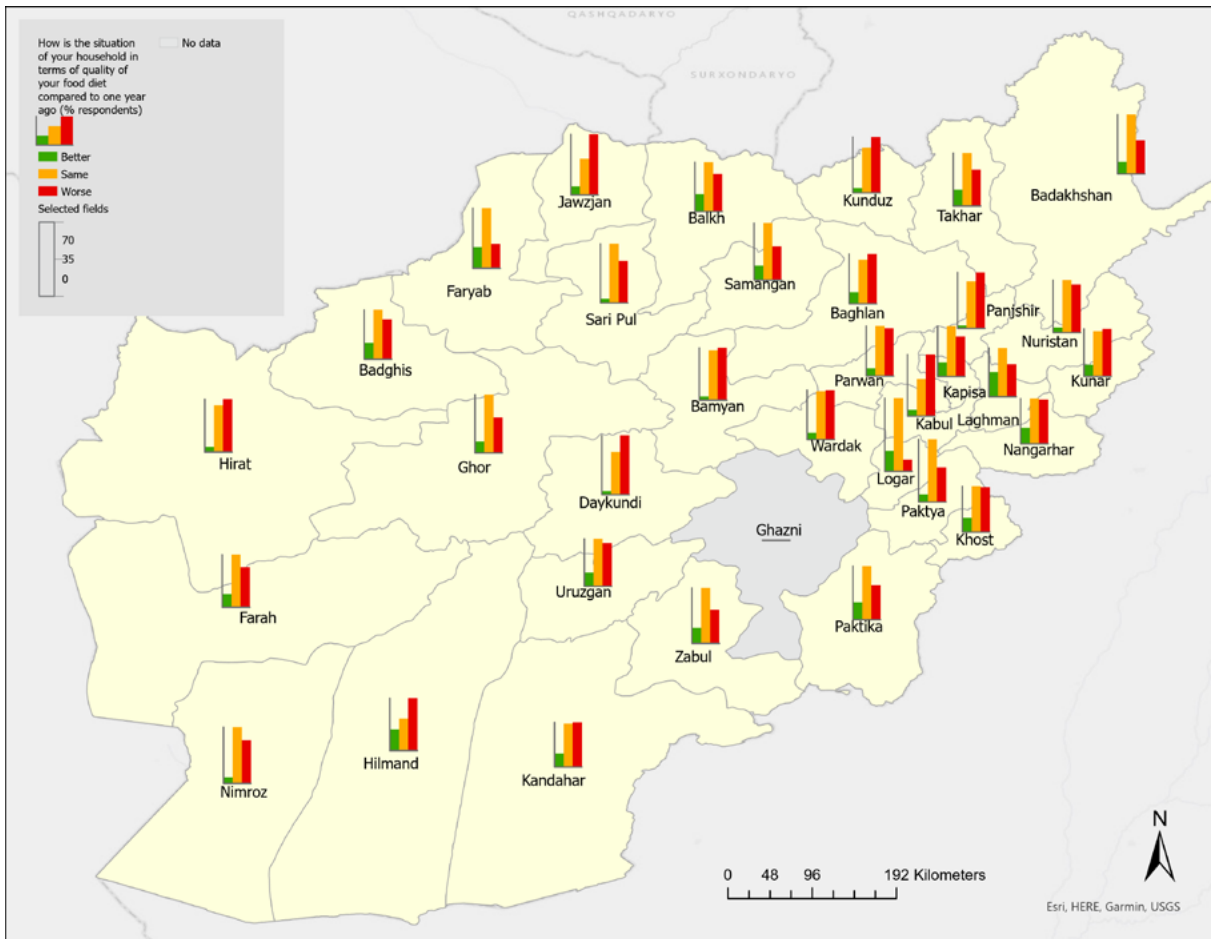 QASHQADARYO
SURXONDARYO
How is the situation
of your household in
terms of quality of
your food diet
compared to one year
ago (% respondents)
No data
Better
Same
Worse
Selected fields
70
35
0
Jawzjan
Balkh
Kunduz
Takhar
Badakhshan
Faryab
Sari Pul
Samangan
Baghlan
Panjshir
Nuristan
Badghis
Parwan
Kapisa
Kunar
Bamyan
Kabul
Laghman
Wardak
Nangarhar
Hirat
Ghor
Logar
Daykundi
Paktya
Ghazni
Khost
Uruzgan
Farah
Paktika
Zabul
Hilmand
Kandahar
Nimroz
N
0 48 96 192 Kilometers
Esri, HERE, Garmin, USGS